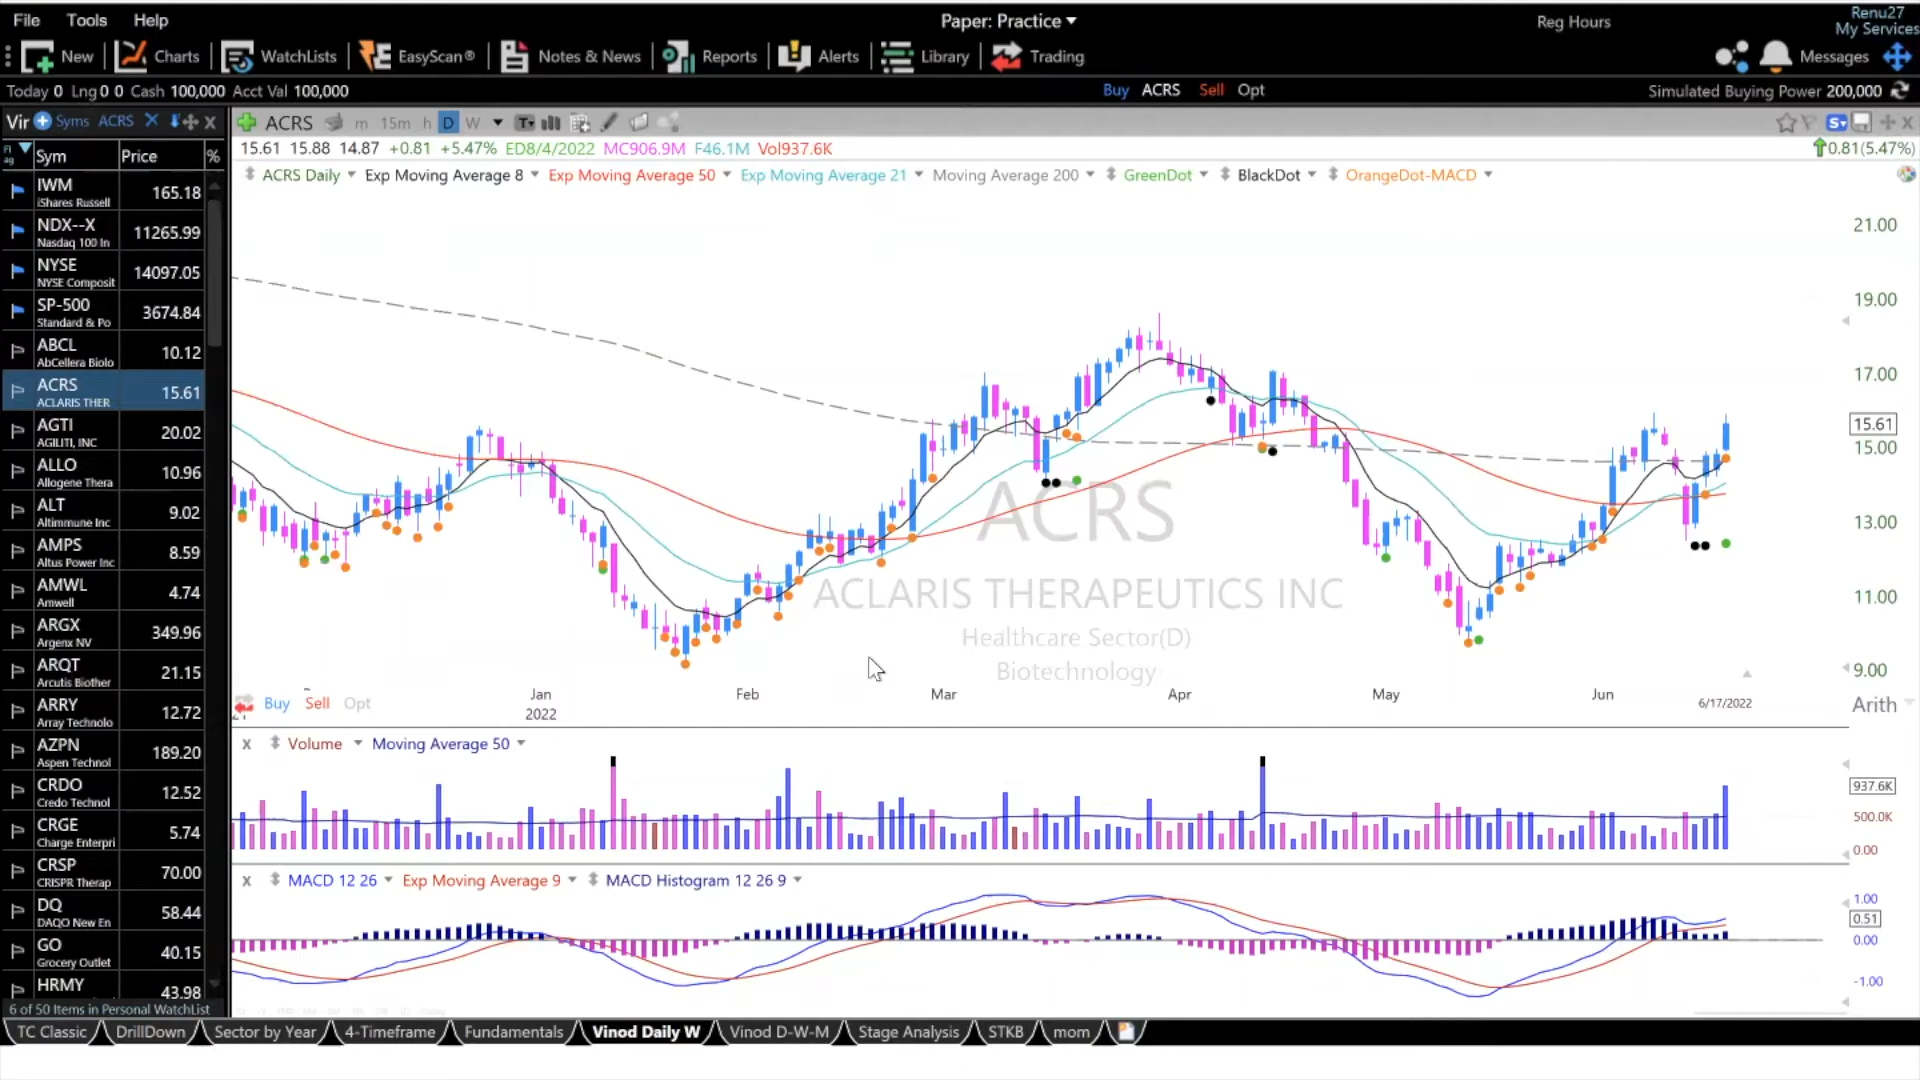 File Tools Help
Paper: Practice
Reg Hours
Renu27
My Services
New Charts WatchLists EasyScan® Notes & News Reports Alerts Library Trading
Messages
Today 0 Lng 0 0 Cash 100,000 Acct Val 100,000
Buy ACRS Sell Opt
Simulated Buying Power 200,000
Vir Syms ACRS X
ACRS m 15m h D W
15.61 15.88 14.87 +0.81 +5.47% ED8/4/2022 MC906.9M F46.1M Vol937.6K
0.81(5.47%)
ACRS Daily Exp Moving Average 8 Exp Moving Average 50 Exp Moving Average 21 Moving Average 200 GreenDot BlackDot OrangeDot-MACD
Flag Sym Price %
IWM 165.18
iShares Russell
NDX--X 11265.99
Nasdaq 100 In
NYSE 14097.05
NYSE Composit
SP-500 3674.84
Standard & Po
ABCL 10.12
AbCellera Biolo
ACRS 15.61
ACLARIS THER
AGTI 20.02
AGILITI, INC
ALLO 10.96
Allogene Thera
ALT 9.02
Altimmune Inc
AMPS 8.59
Altus Power Inc
AMWL 4.74
Amwell
ARGX 349.96
Argenx NV
ARQT 21.15
Arcutis Biother
ARRY 12.72
Array Technolo
AZPN 189.20
Aspen Technol
CRDO 12.52
Credo Technol
CRGE 5.74
Charge Enterpri
CRSP 70.00
CRISPR Therap
DQ 58.44
DAQO New En
GO 40.15
Grocery Outlet
HRMY 43.98
6 of 50 Items in Personal WatchList
21.00
19.00
17.00
15.61
15.00
13.00
11.00
9.00
ACRS
ACLARIS THERAPEUTICS INC
Healthcare Sector(D)
Biotechnology
Buy Sell Opt
Jan Feb Mar Apr May Jun
2022
6/17/2022
Arith
X Volume Moving Average 50
937.6K
500.0K
0.00
X MACD 12 26 Exp Moving Average 9 MACD Histogram 12 26 9
1.00
0.51
0.00
-1.00
TC Classic DrillDown Sector by Year 4-Timeframe Fundamentals Vinod Daily W Vinod D-W-M Stage Analysis STKB mom